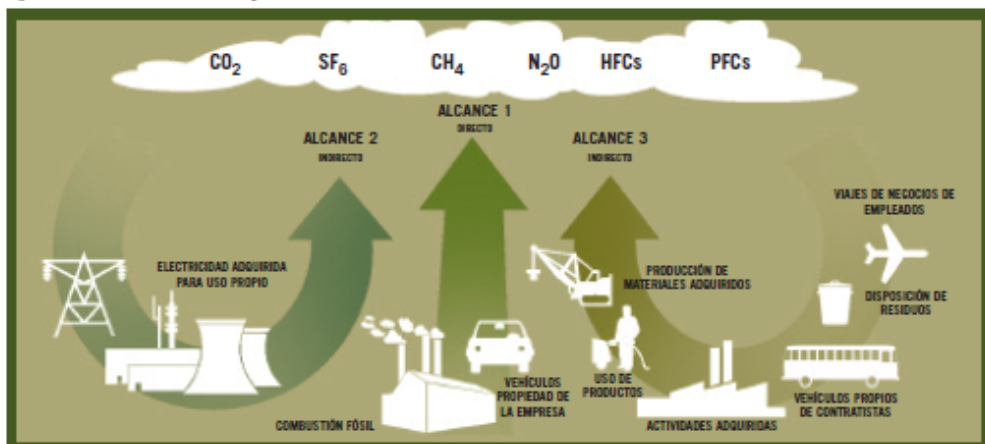 CO₂ SF₆ CH₄ N₂O HFCs PFCs
ALCANCE 1
DIRECTO
ALCANCE 2
INDIRECTO
ALCANCE 3
INDIRECTO
VIAJES DE NEGOCIOS DE
EMPLEADOS
ELECTRICIDAD ADQUIRIDA
PARA USO PROPIO
PRODUCCIÓN DE
MATERIALES ADQUIRIDOS
DISPOSICIÓN DE
RESIDUOS
COMBUSTIÓN FÓSIL
VEHÍCULOS
PROPIEDAD DE
LA EMPRESA
USO DE
PRODUCTOS
ACTIVIDADES ADQUIRIDAS
VEHÍCULOS PROPIOS
DE CONTRATISTAS